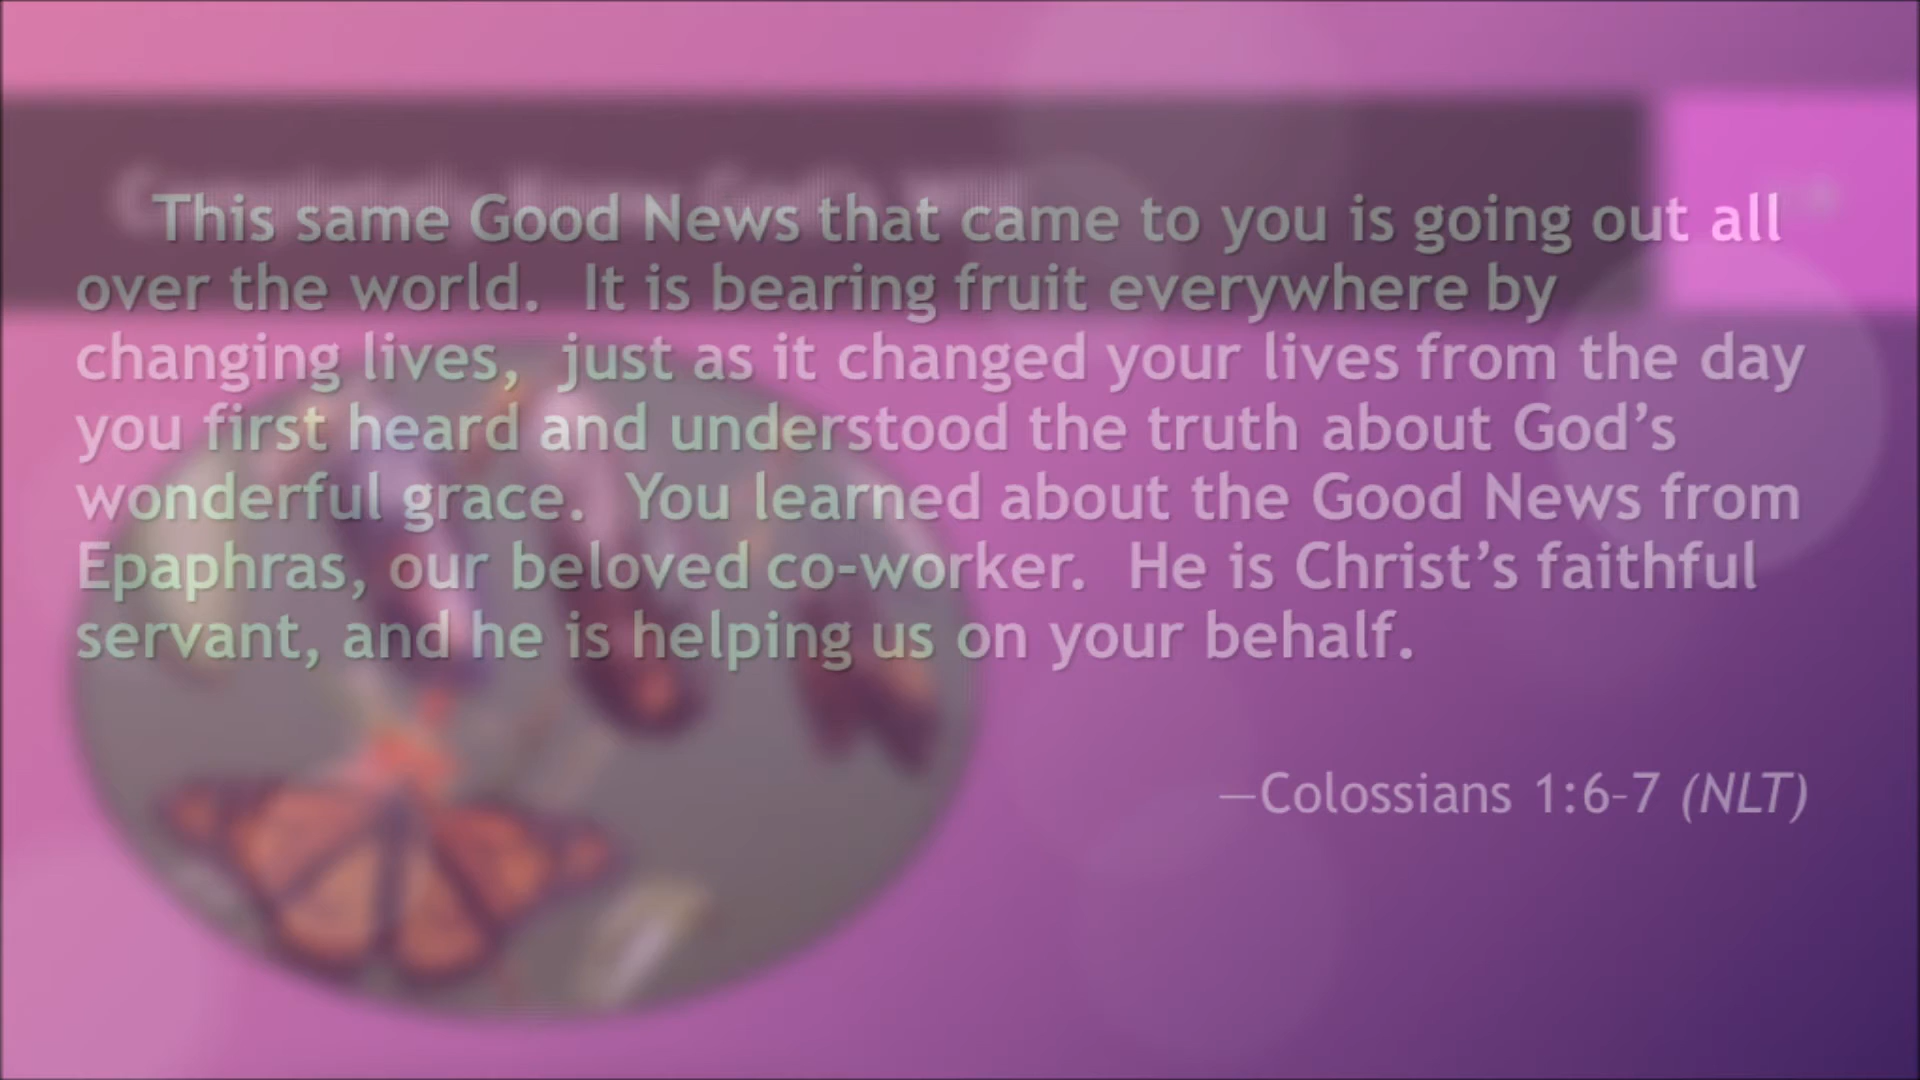 This same Good News that came to you is going out all
over the world. It is bearing fruit everywhere by
changing lives, just as it changed your lives from the day
you first heard and understood the truth about God’s
wonderful grace. You learned about the Good News from
Epaphras, our beloved co-worker. He is Christ’s faithful
servant, and he is helping us on your behalf.
—Colossians 1:6–7 (NLT)